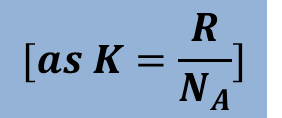 [as K = R/N_A]